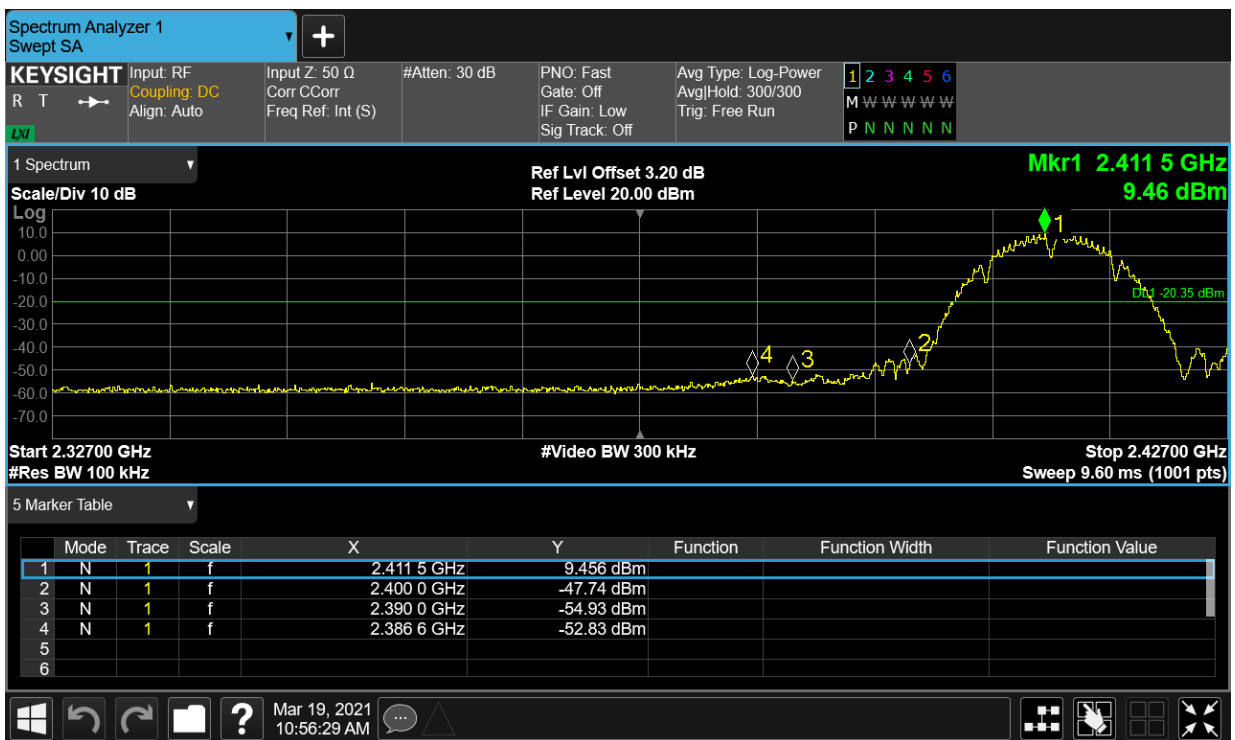 Spectrum Analyzer 1
Swept SA
KEYSIGHT
R T
LXI
Input: RF
Coupling: DC
Align: Auto
Input Z: 50 Ω
Corr CCorr
Freq Ref: Int (S)
#Atten: 30 dB
PNO: Fast
Gate: Off
IF Gain: Low
Sig Track: Off
Avg Type: Log-Power
Avg|Hold: 300/300
Trig: Free Run
1 2 3 4 5 6
M W W W W W
P N N N N N
1 Spectrum
Scale/Div 10 dB
Ref Lvl Offset 3.20 dB
Ref Level 20.00 dBm
Mkr1 2.411 5 GHz
9.46 dBm
Log
10.0
0.00
-10.0
-20.0
-30.0
-40.0
-50.0
-60.0
-70.0
1
DL1 -20.35 dBm
2
4
3
Start 2.32700 GHz
#Video BW 300 kHz
Stop 2.42700 GHz
#Res BW 100 kHz
Sweep 9.60 ms (1001 pts)
5 Marker Table
Mode Trace Scale X Y Function Function Width Function Value
1 N 1 f 2.411 5 GHz 9.456 dBm
2 N 1 f 2.400 0 GHz -47.74 dBm
3 N 1 f 2.390 0 GHz -54.93 dBm
4 N 1 f 2.386 6 GHz -52.83 dBm
5
6
?
Mar 19, 2021
10:56:29 AM